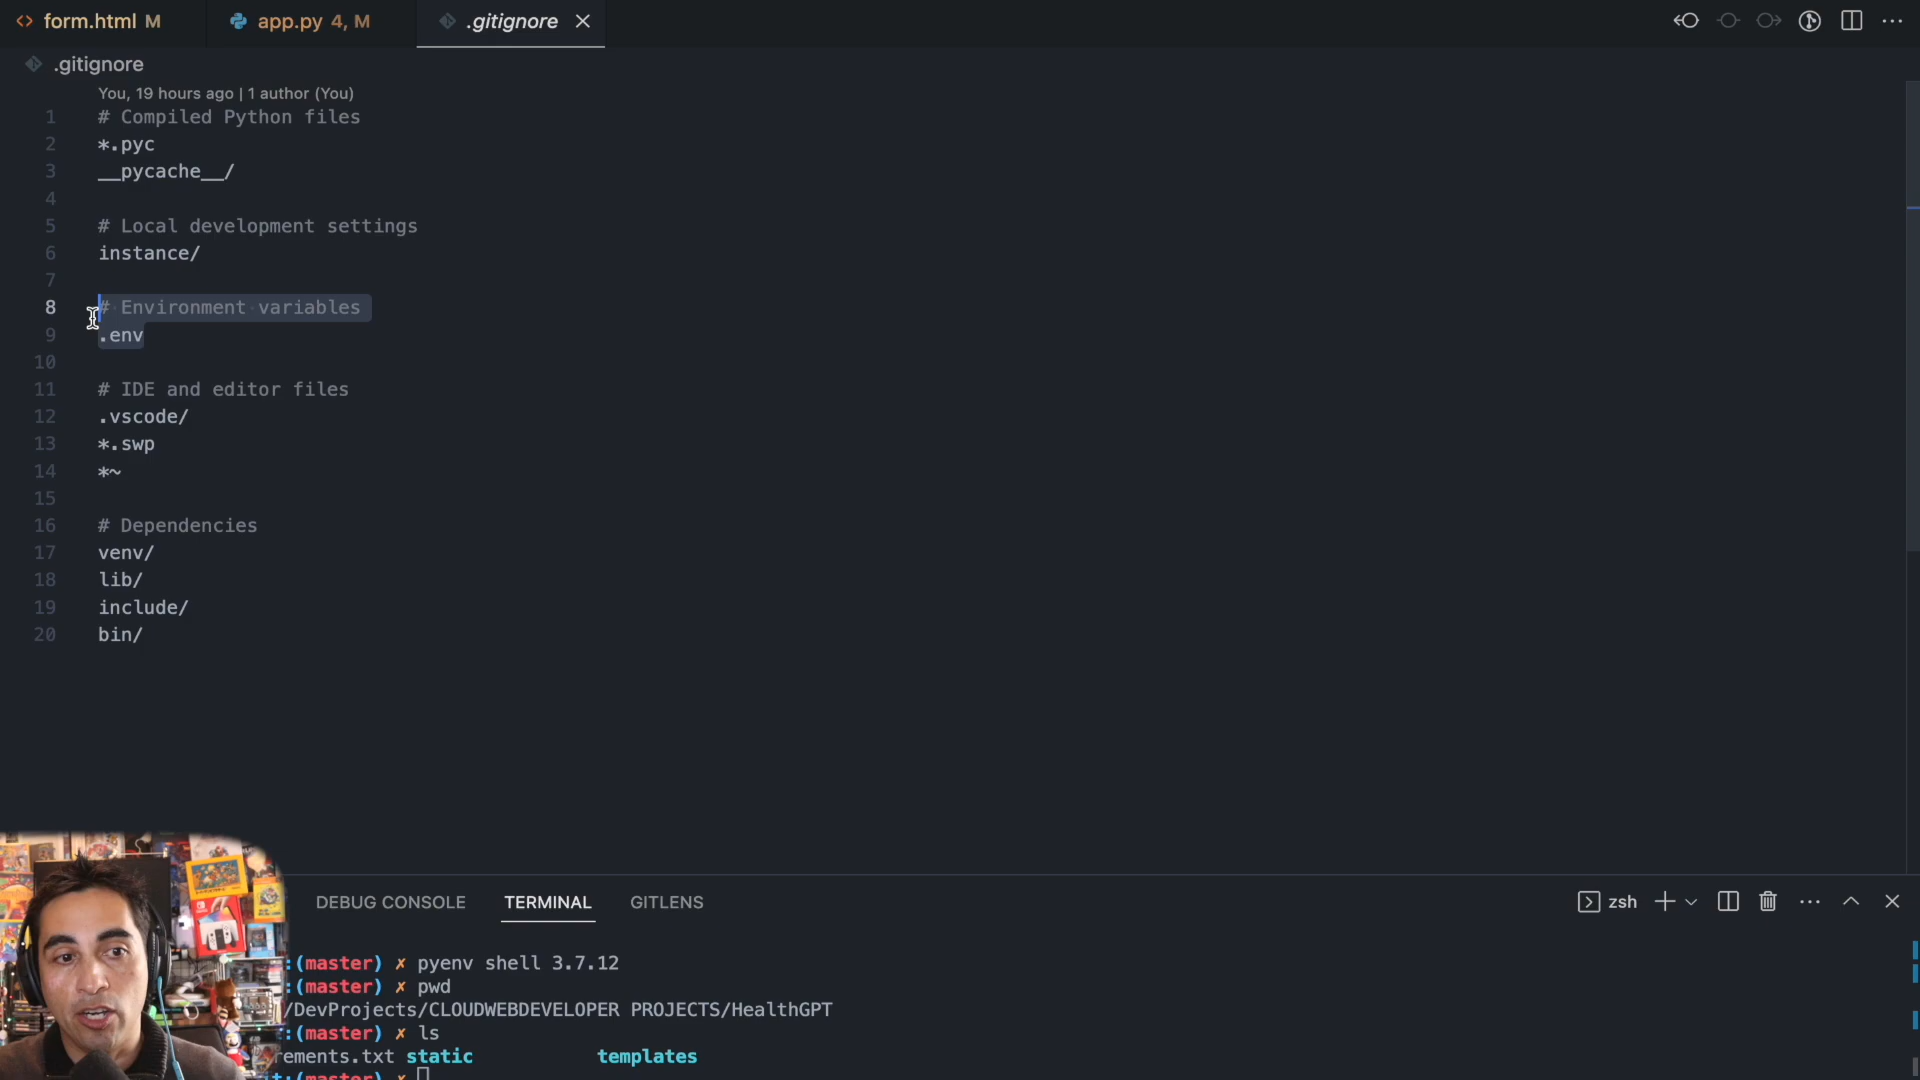 form.html M
app.py 4, M
.gitignore
.gitignore
You, 19 hours ago | 1 author (You)
1 # Compiled Python files
2 *.pyc
3 __pycache__/
4
5 # Local development settings
6 instance/
7
8 # Environment variables
9 .env
10
11 # IDE and editor files
12 .vscode/
13 *.swp
14 *~
15
16 # Dependencies
17 venv/
18 lib/
19 include/
20 bin/
DEBUG CONSOLE TERMINAL GITLENS
zsh
:(master) ✗ pyenv shell 3.7.12
:(master) ✗ pwd
/DevProjects/CLOUDWEBDEVELOPER PROJECTS/HealthGPT
:(master) ✗ ls
rements.txt static templates
t:(master) ✗